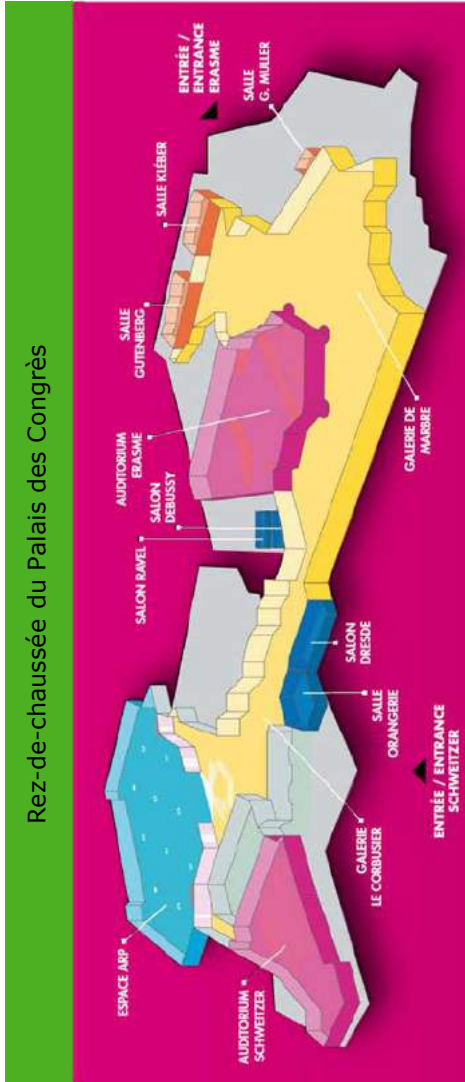 Rez-de-chaussée du Palais des Congrès
ESPACE ARP
SALON RAVEL
SALON
DEBUSSY
AUDITORIUM
ERASME
SALLE
GUTENBERG
SALLE KLÉBER
ENTRÉE /
ENTRANCE
ERASME
SALLE
G. MULLER
AUDITORIUM
SCHWEITZER
GALERIE
LE CORBUSIER
ENTRÉE / ENTRANCE
SCHWEITZER
SALLE
ORANGERIE
SALON
DRESDE
GALERIE DE
MARBRE